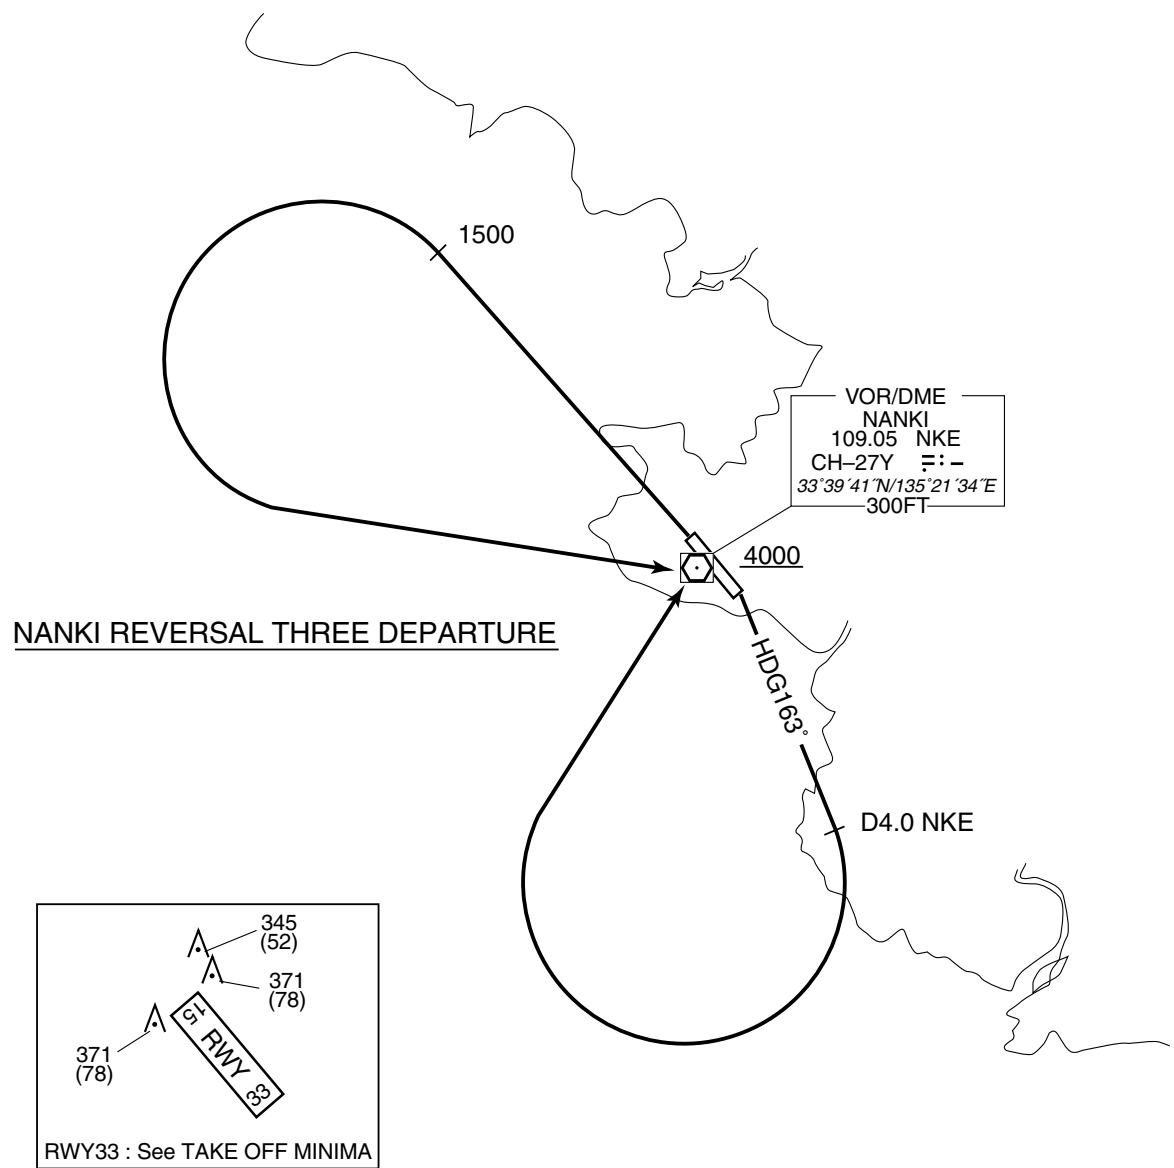 1500
VOR/DME
NANKI
109.05 NKE
CH–27Y
33°39´41˝N/135°21´34˝E
300FT
4000
NANKI REVERSAL THREE DEPARTURE
HDG163°
D4.0 NKE
345
(52)
371
(78)
371
(78)
15 RWY 33
RWY33 : See TAKE OFF MINIMA